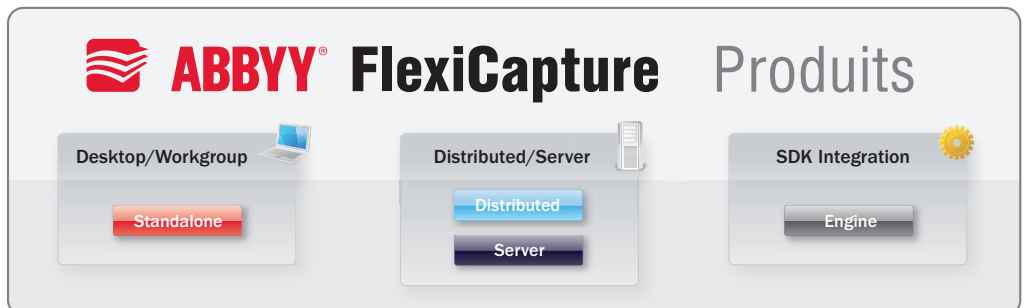 ABBYY® FlexiCapture Produits
Desktop/Workgroup
Standalone
Distributed/Server
Distributed
Server
SDK Integration
Engine